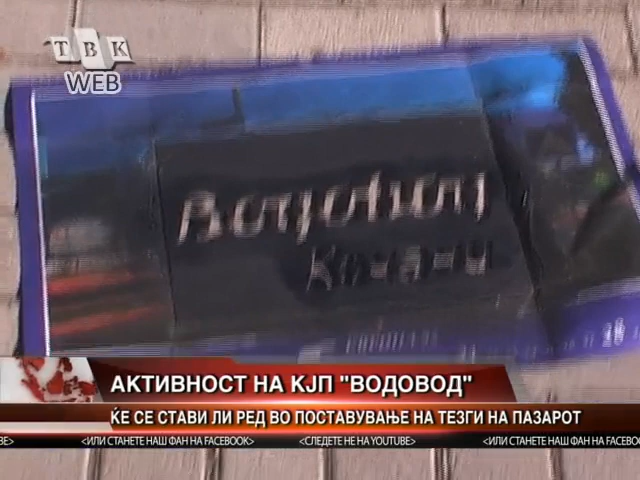 ТВК
WEB
Кочани
АКТИВНОСТ НА КЈП "ВОДОВОД"
ЌЕ СЕ СТАВИ ЛИ РЕД ВО ПОСТАВУВАЊЕ НА ТЕЗГИ НА ПАЗАРОТ
<ИЛИ СТАНЕТЕ НАШ ФАН НА FACEBOOK> <СЛЕДЕТЕ НЕ НА YOUTUBE> <ИЛИ СТАНЕТЕ НАШ ФАН НА FACEBOOK